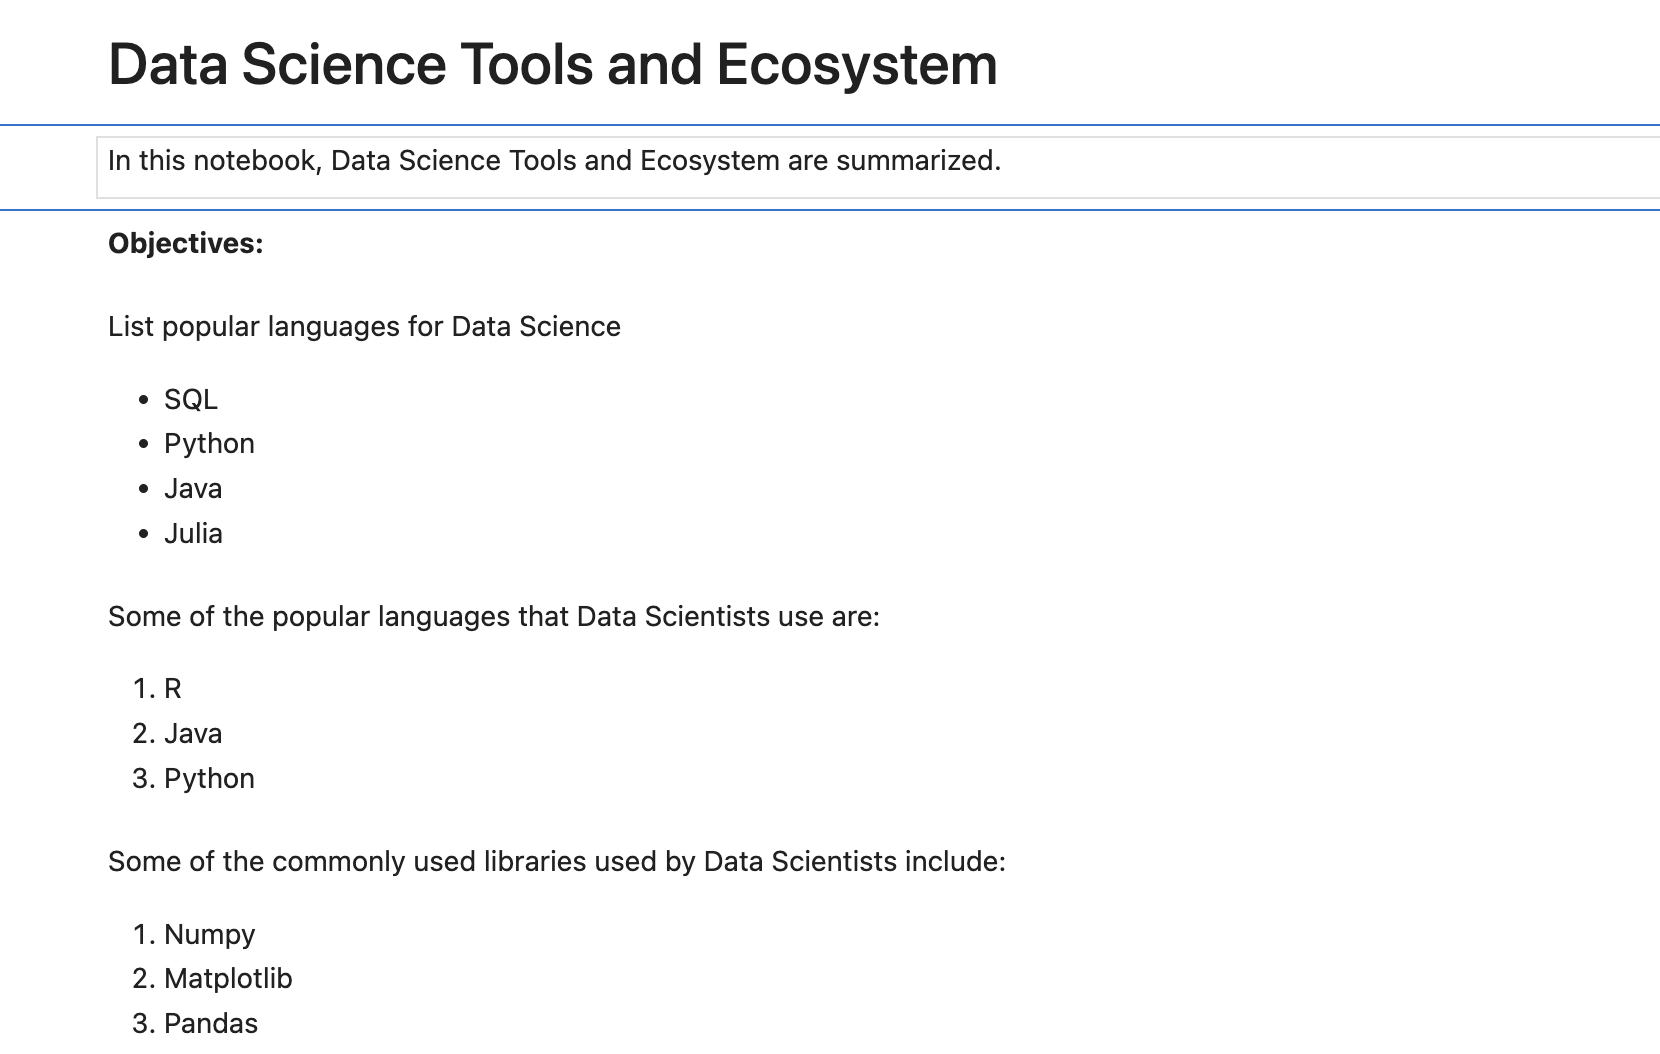 Data Science Tools and Ecosystem
In this notebook, Data Science Tools and Ecosystem are summarized.
Objectives:
List popular languages for Data Science
• SQL
• Python
• Java
• Julia
Some of the popular languages that Data Scientists use are:
1. R
2. Java
3. Python
Some of the commonly used libraries used by Data Scientists include:
1. Numpy
2. Matplotlib
3. Pandas